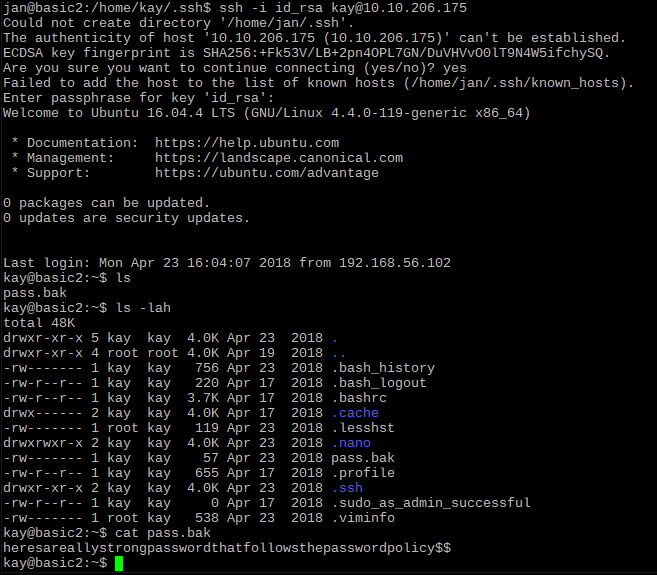 jan@basic2:/home/kay/.ssh$ ssh -i id_rsa kay@10.10.206.175
Could not create directory '/home/jan/.ssh'.
The authenticity of host '10.10.206.175 (10.10.206.175)' can't be established.
ECDSA key fingerprint is SHA256:+Fk53V/LB+2pn4OPL7GN/DuVHVvO0lT9N4W5ifchySQ.
Are you sure you want to continue connecting (yes/no)? yes
Failed to add the host to the list of known hosts (/home/jan/.ssh/known_hosts).
Enter passphrase for key 'id_rsa':
Welcome to Ubuntu 16.04.4 LTS (GNU/Linux 4.4.0-119-generic x86_64)
* Documentation:  https://help.ubuntu.com
* Management:     https://landscape.canonical.com
* Support:        https://ubuntu.com/advantage
0 packages can be updated.
0 updates are security updates.
Last login: Mon Apr 23 16:04:07 2018 from 192.168.56.102
kay@basic2:~$ ls
pass.bak
kay@basic2:~$ ls -lah
total 48K
drwxr-xr-x 5 kay  kay  4.0K Apr 23  2018 .
drwxr-xr-x 4 root root 4.0K Apr 19  2018 ..
-rw------- 1 kay  kay   756 Apr 23  2018 .bash_history
-rw-r--r-- 1 kay  kay   220 Apr 17  2018 .bash_logout
-rw-r--r-- 1 kay  kay  3.7K Apr 17  2018 .bashrc
drwx------ 2 kay  kay  4.0K Apr 17  2018 .cache
-rw------- 1 root kay   119 Apr 23  2018 .lesshst
drwxrwxr-x 2 kay  kay  4.0K Apr 23  2018 .nano
-rw------- 1 kay  kay    57 Apr 23  2018 pass.bak
-rw-r--r-- 1 kay  kay   655 Apr 17  2018 .profile
drwxr-xr-x 2 kay  kay  4.0K Apr 23  2018 .ssh
-rw-r--r-- 1 kay  kay     0 Apr 17  2018 .sudo_as_admin_successful
-rw------- 1 root kay   538 Apr 23  2018 .viminfo
kay@basic2:~$ cat pass.bak
heresareallystrongpasswordthatfollowsthepasswordpolicy$$
kay@basic2:~$